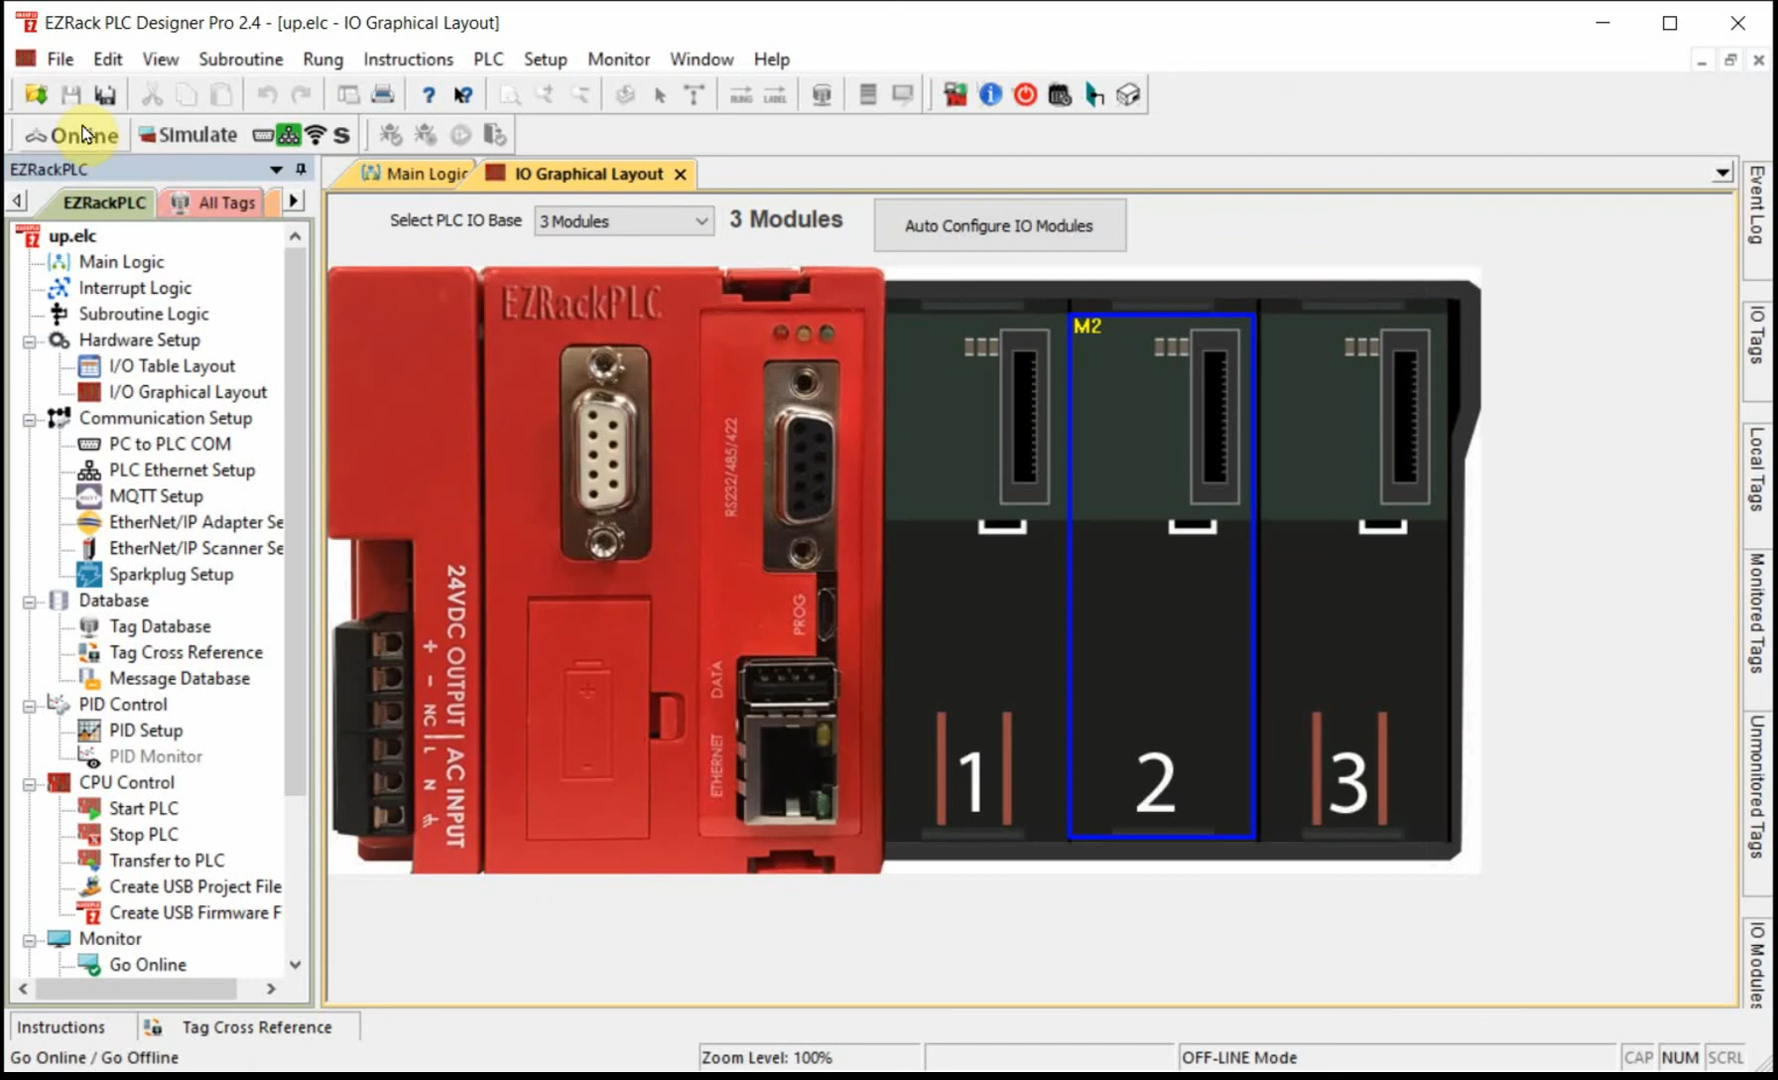 EZRack PLC Designer Pro 2.4 - [up.elc - IO Graphical Layout]
File Edit View Subroutine Rung Instructions PLC Setup Monitor Window Help
RUNG LABEL
Online Simulate S
EZRackPLC
EZRackPLC All Tags
Main Logic IO Graphical Layout
up.elc
Main Logic
Interrupt Logic
Subroutine Logic
Hardware Setup
I/O Table Layout
I/O Graphical Layout
Communication Setup
PC to PLC COM
PLC Ethernet Setup
MQTT Setup
EtherNet/IP Adapter Se
EtherNet/IP Scanner Se
Sparkplug Setup
Database
Tag Database
Tag Cross Reference
Message Database
PID Control
PID Setup
PID Monitor
CPU Control
Start PLC
Stop PLC
Transfer to PLC
Create USB Project File
Create USB Firmware F
Monitor
Go Online
Select PLC IO Base 3 Modules 3 Modules Auto Configure IO Modules
EZRackPLC
RS232/485/422
PROG
DATA
ETHERNET
24VDC OUTPUT | AC INPUT
+ - NC L N
M2
1 2 3
Event Log
IO Tags
Local Tags
Monitored Tags
Unmonitored Tags
IO Modules
Instructions Tag Cross Reference
Go Online / Go Offline Zoom Level: 100% OFF-LINE Mode CAP NUM SCRL